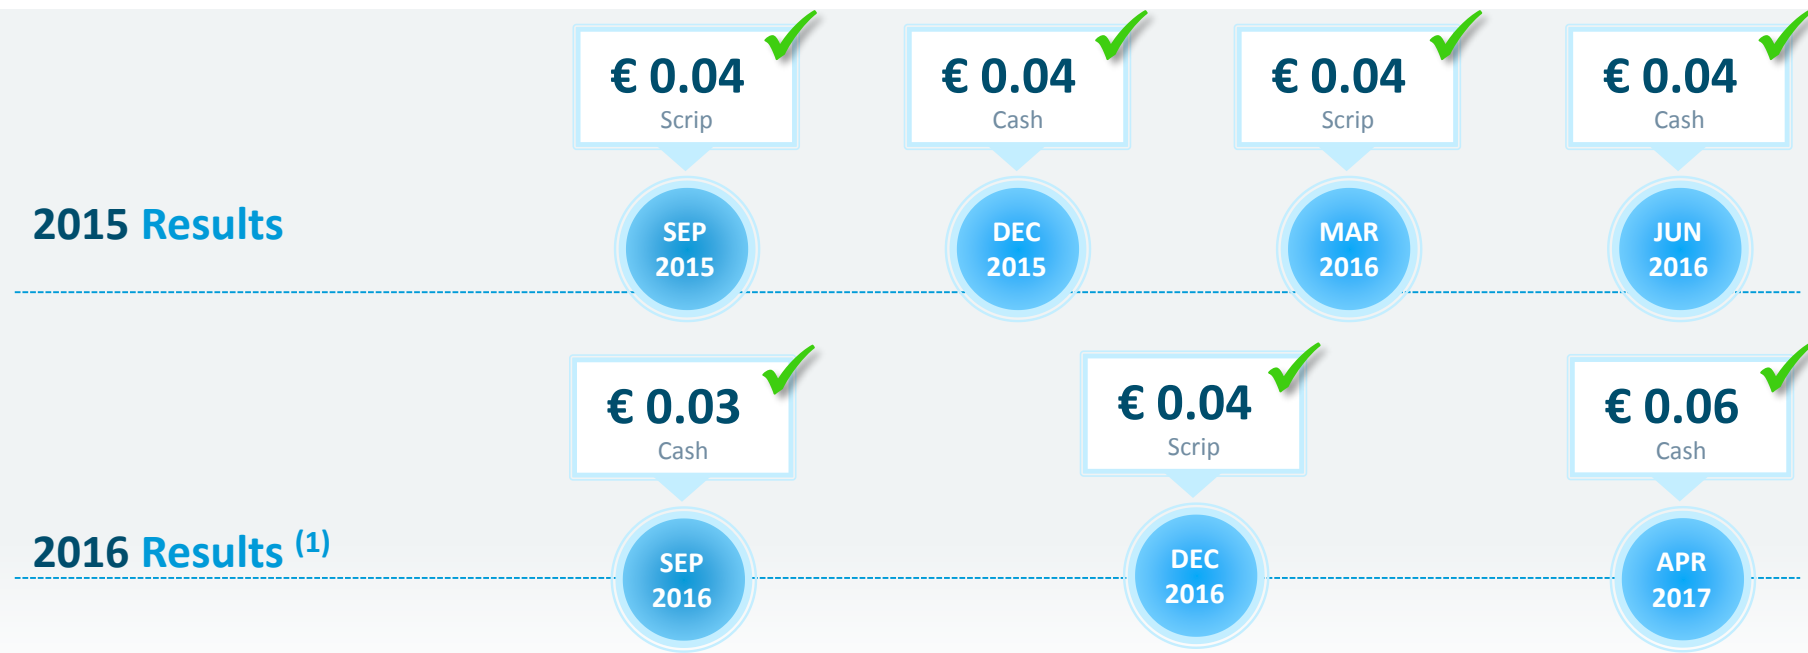 € 0.04
Scrip
€ 0.04
Cash
€ 0.04
Scrip
€ 0.04
Cash
2015 Results
SEP
2015
DEC
2015
MAR
2016
JUN
2016
€ 0.03
Cash
€ 0.04
Scrip
€ 0.06
Cash
2016 Results (1)
SEP
2016
DEC
2016
APR
2017